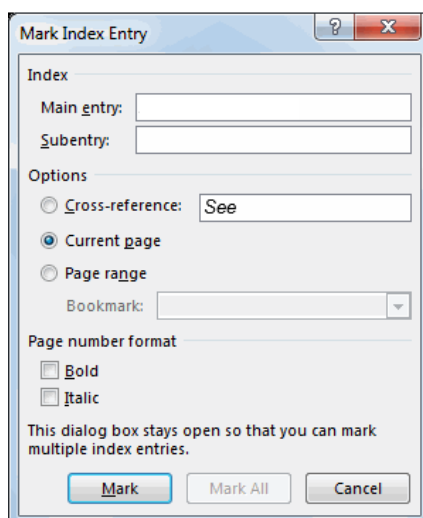 Mark Index Entry
Index
Main entry:
Subentry:
Options
Cross-reference: See
Current page
Page range
Bookmark:
Page number format
Bold
Italic
This dialog box stays open so that you can mark
multiple index entries.
Mark Mark All Cancel